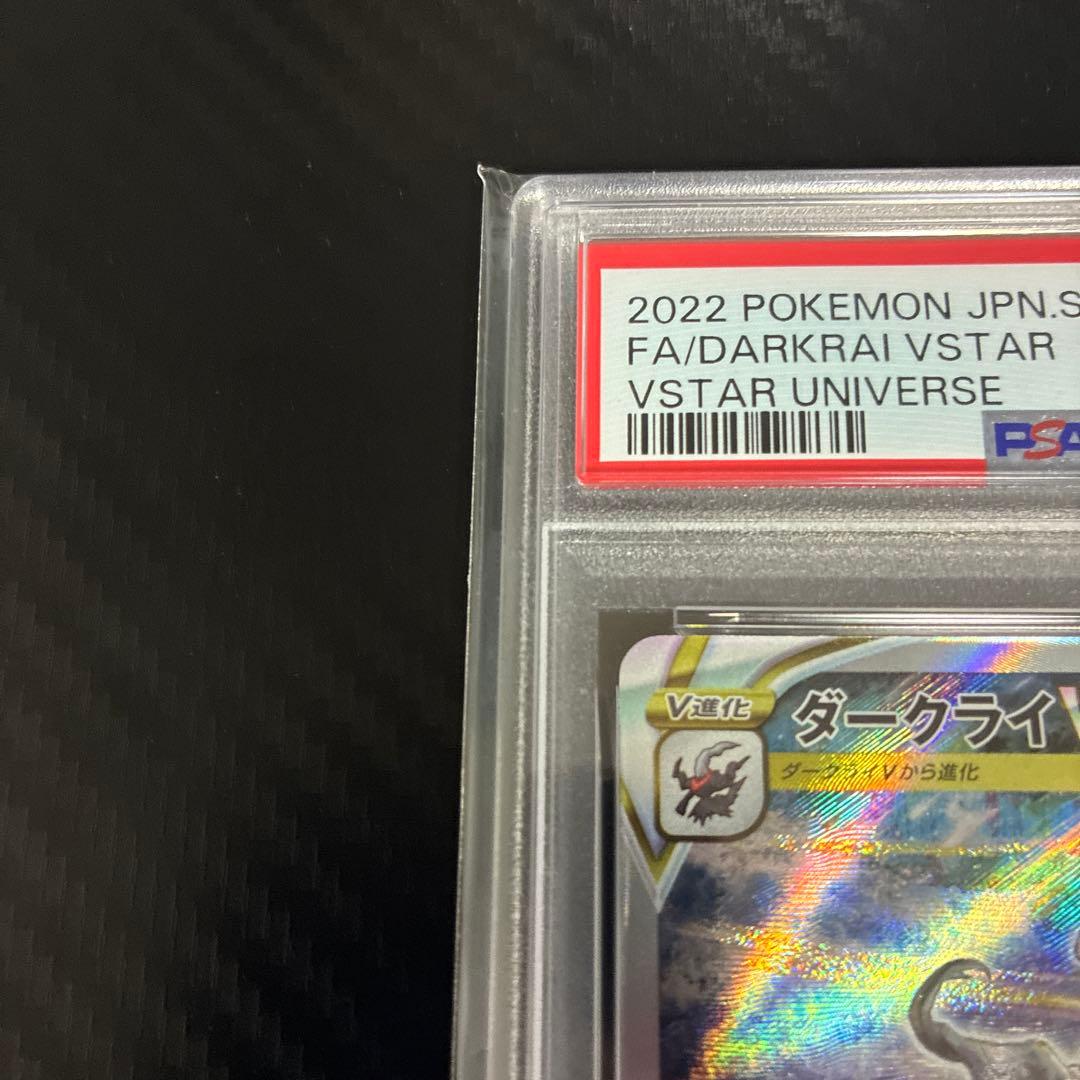 2022 POKEMON JPN.S
FA/DARKRAI VSTAR
VSTAR UNIVERSE
PSA
V進化
ダークライ
ダークライVから進化